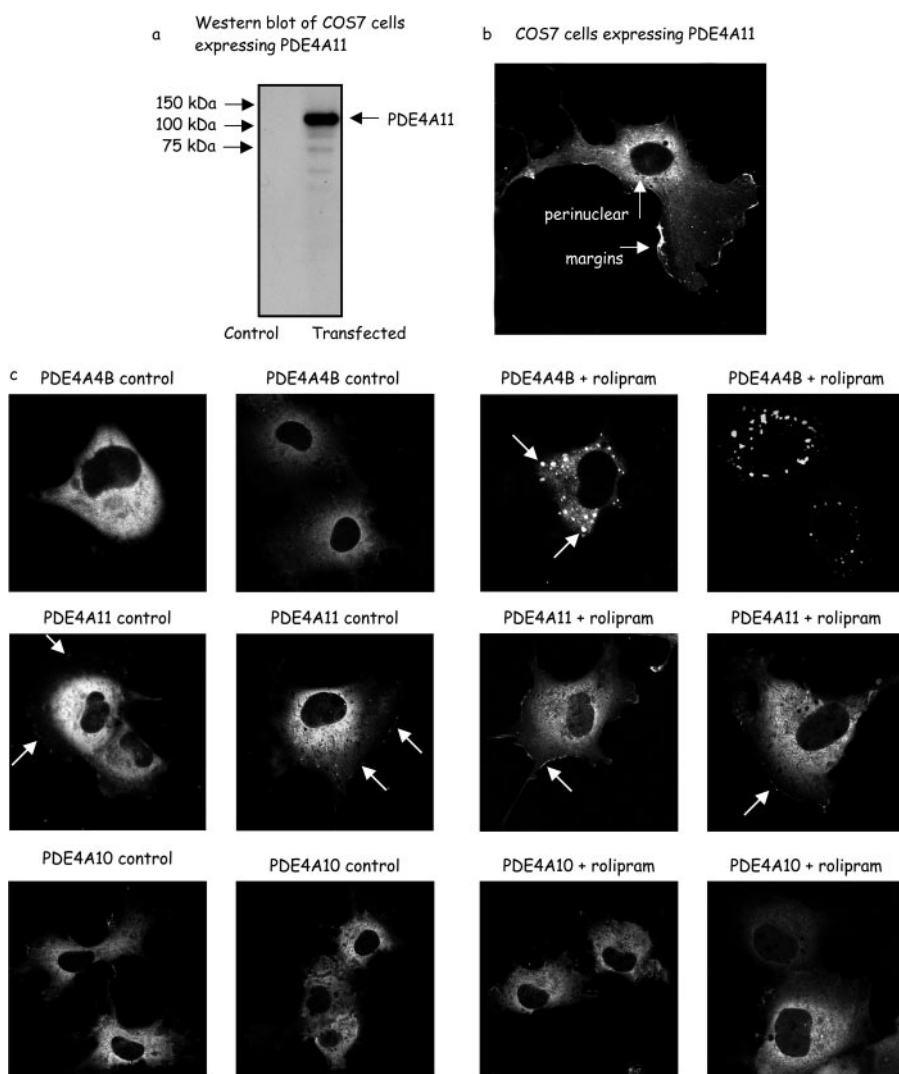 a
Western blot of COS7 cells
expressing PDE4A11
150 kDa
100 kDa
75 kDa
PDE4A11
Control
Transfected
b
COS7 cells expressing PDE4A11
perinuclear
margins
c
PDE4A4B control
PDE4A4B control
PDE4A4B + rolipram
PDE4A4B + rolipram
PDE4A11 control
PDE4A11 control
PDE4A11 + rolipram
PDE4A11 + rolipram
PDE4A10 control
PDE4A10 control
PDE4A10 + rolipram
PDE4A10 + rolipram